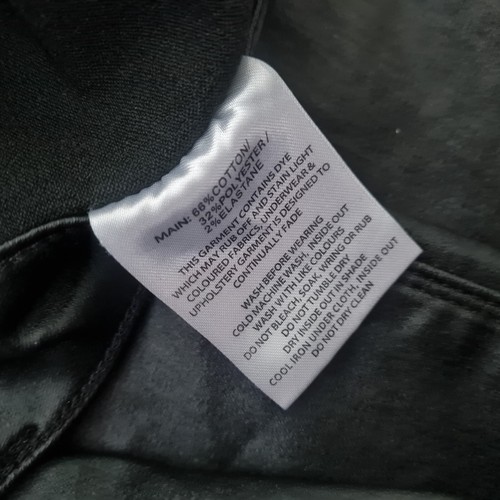 MAIN: 66%COTTON/
32%POLYESTER/
2%ELASTANE
THIS GARMENT CONTAINS DYE
WHICH MAY RUB OFF AND STAIN LIGHT
COLOURED FABRICS, UNDERWEAR &
UPHOLSTERY GARMENT IS DESIGNED TO
CONTINUALLY FADE
WASH BEFORE WEARING
COLD MACHINE WASH, INSIDE OUT
WASH WITH LIKE COLOURS
DO NOT BLEACH, SOAK, WRING OR RUB
DO NOT TUMBLE DRY
DRY INSIDE OUT IN SHADE
COOL IRON UNDER CLOTH, INSIDE OUT
DO NOT DRY CLEAN